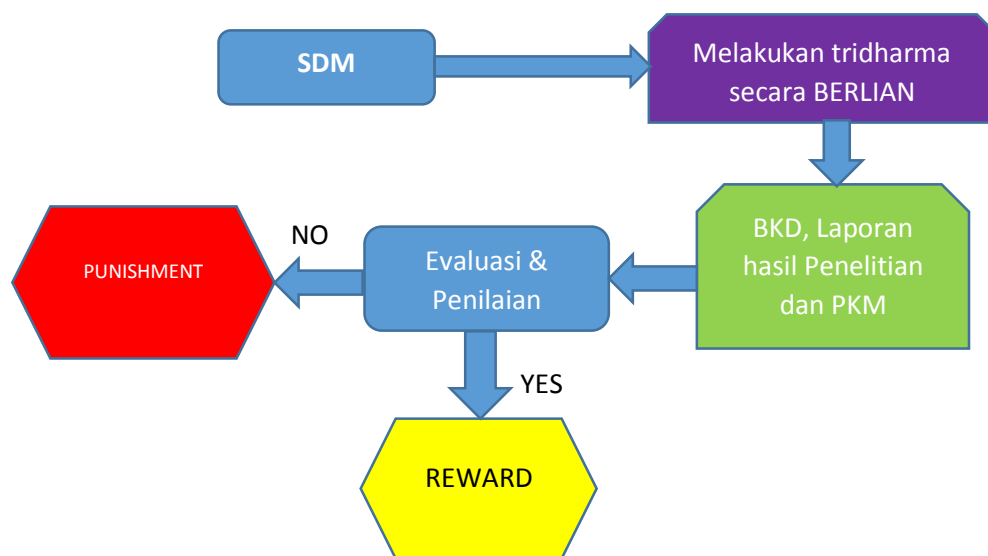 SDM
Melakukan tridharma
secara BERLIAN
BKD, Laporan
hasil Penelitian
dan PKM
Evaluasi &
Penilaian
NO
PUNISHMENT
YES
REWARD